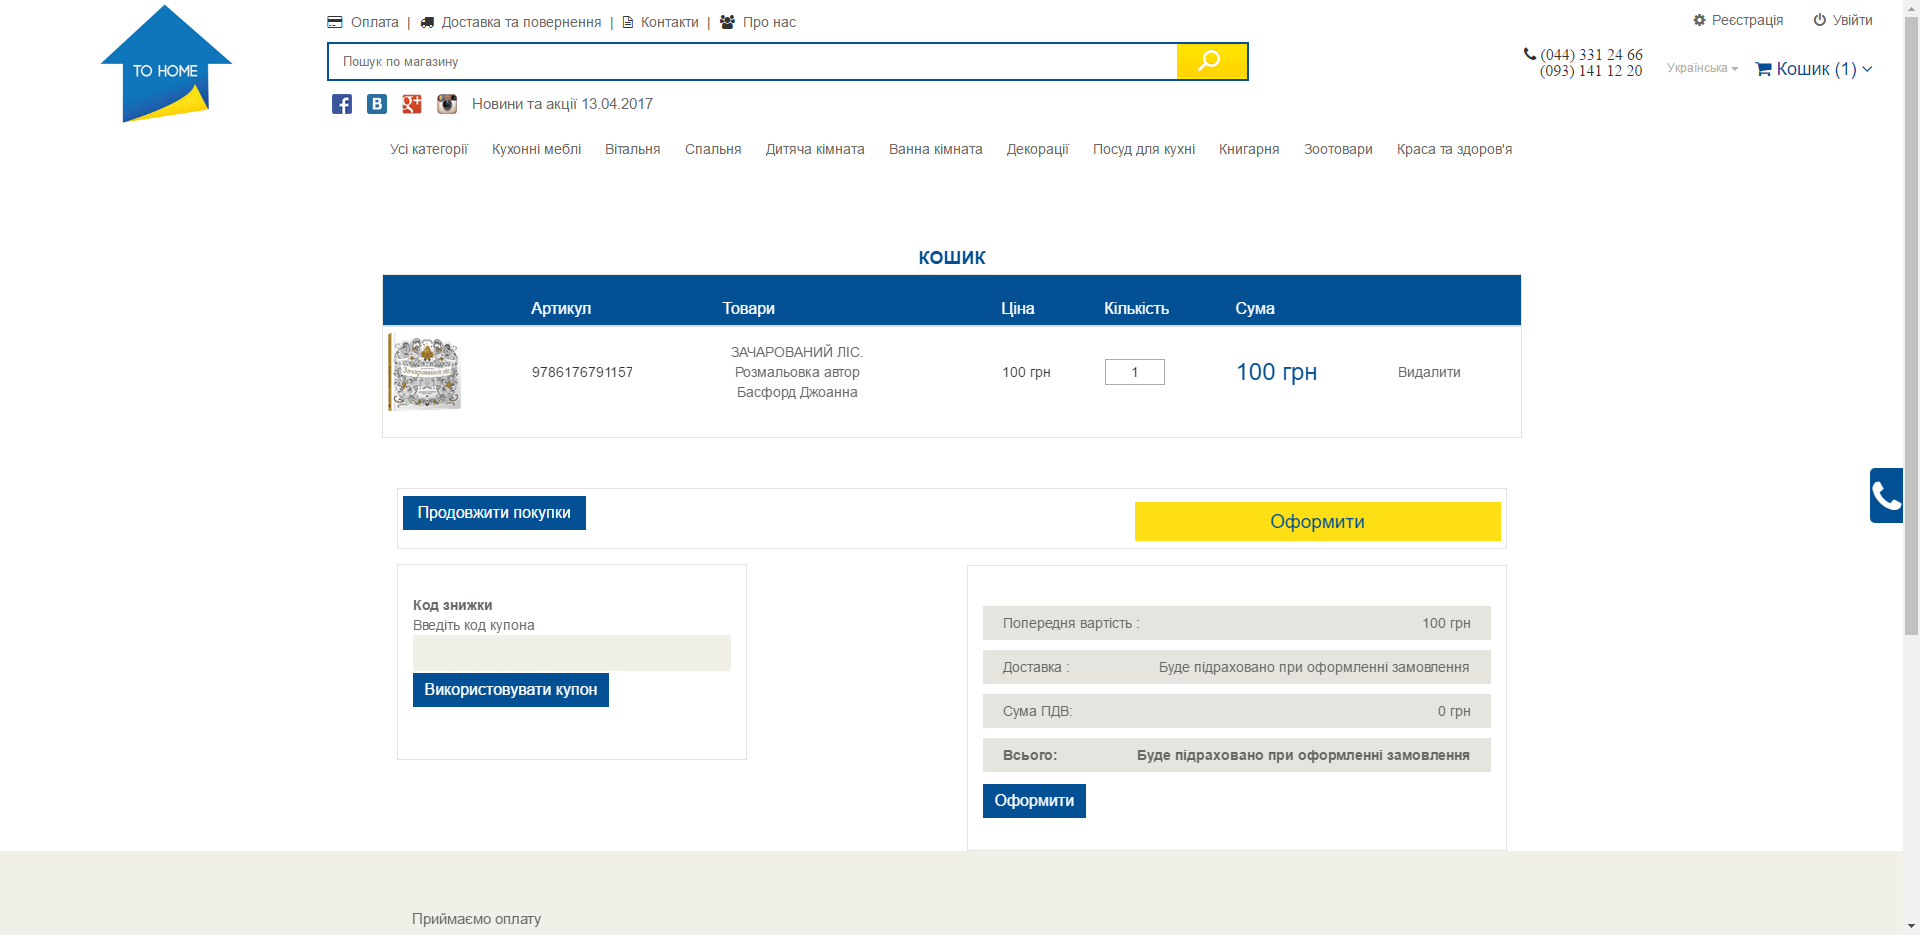 TO HOME
Оплата | Доставка та повернення | Контакти | Про нас
Реєстрація Увійти
Пошук по магазину
(044) 331 24 66
(093) 141 12 20
Українська
Кошик (1)
Новини та акції 13.04.2017
Усі категорії Кухонні меблі Вітальня Спальня Дитяча кімната Ванна кімната Декорації Посуд для кухні Книгарня Зоотовари Краса та здоров'я
КОШИК
Артикул Товари Ціна Кількість Сума
Зачарований ліс
9786176791157
ЗАЧАРОВАНИЙ ЛІС.
Розмальовка автор
Басфорд Джоанна
100 грн 1 100 грн Видалити
Продовжити покупки
Оформити
Код знижки
Введіть код купона
Використовувати купон
Попередня вартість : 100 грн
Доставка : Буде підраховано при оформленні замовлення
Сума ПДВ: 0 грн
Всього: Буде підраховано при оформленні замовлення
Оформити
Приймаємо оплату